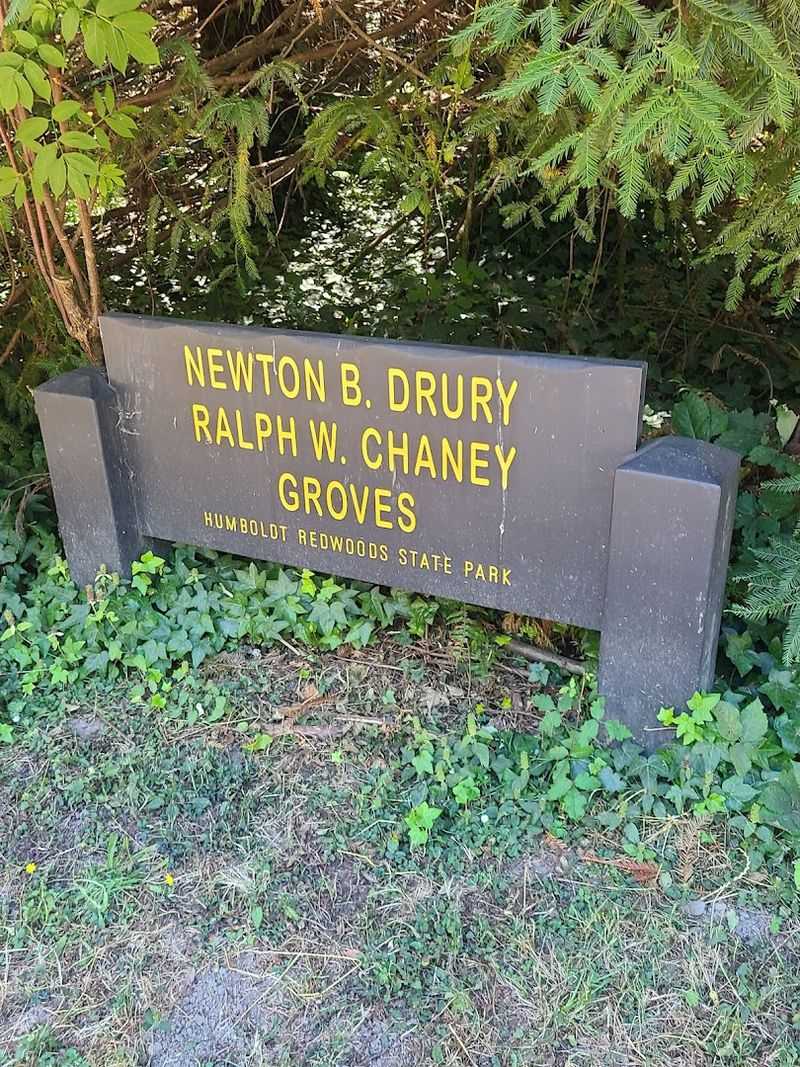 NEWTON B. DRURY
RALPH W. CHANEY
GROVES
HUMBOLDT REDWOODS STATE PARK